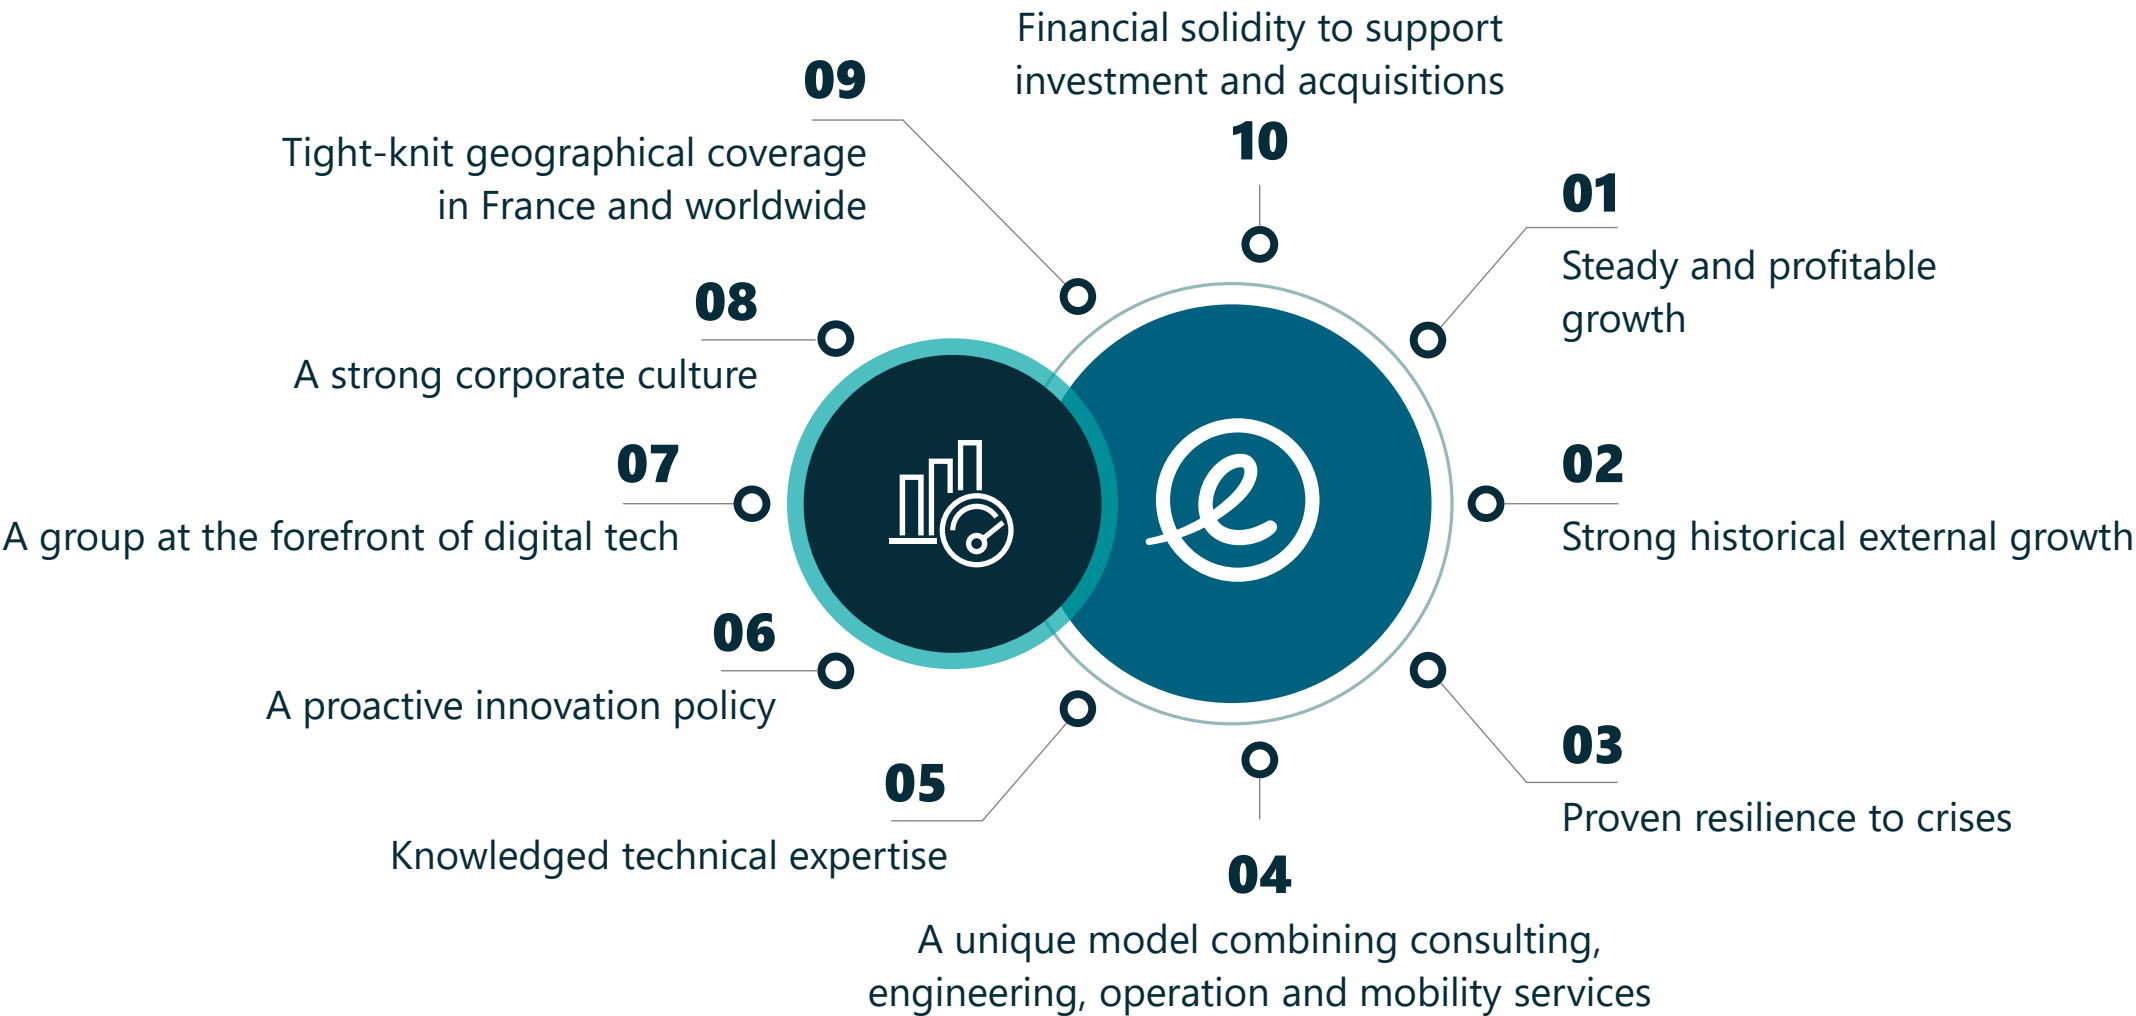 01
Steady and profitable
growth
02
Strong historical external growth
03
Proven resilience to crises
04
A unique model combining consulting,
engineering, operation and mobility services
05
Knowledged technical expertise
06
A proactive innovation policy
07
A group at the forefront of digital tech
08
A strong corporate culture
09
Tight-knit geographical coverage
in France and worldwide
Financial solidity to support
investment and acquisitions
10
e